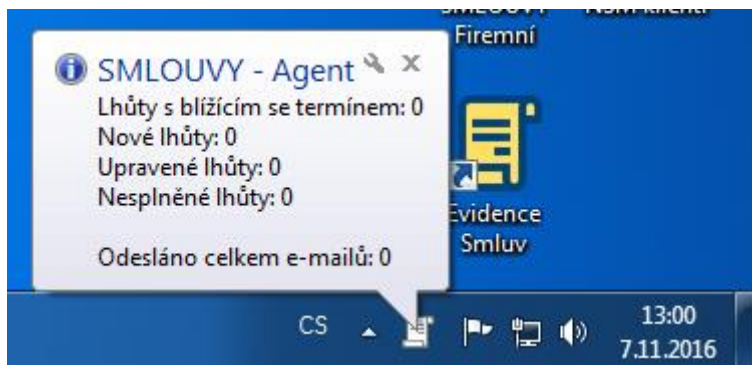 Firemní
SMLOUVY - Agent
Lhůty s blížícím se termínem: 0
Nové lhůty: 0
Upravené lhůty: 0
Nesplněné lhůty: 0
Odesláno celkem e-mailů: 0
Evidence
Smluv
CS
13:00
7.11.2016